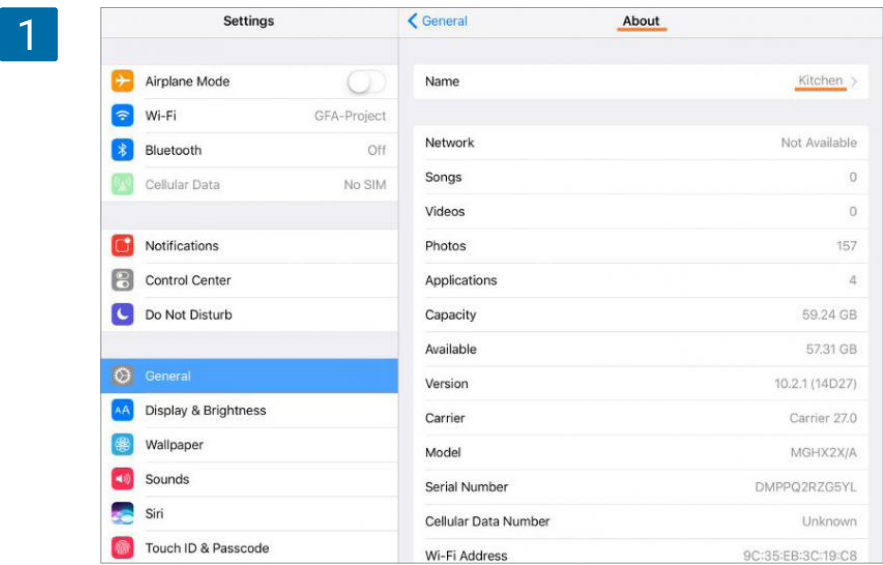 1
Settings
Airplane Mode
Wi-Fi GFA-Project
Bluetooth Off
Cellular Data No SIM
Notifications
Control Center
Do Not Disturb
General
AA Display & Brightness
Wallpaper
Sounds
Siri
Touch ID & Passcode
General About
Name Kitchen
Network Not Available
Songs 0
Videos 0
Photos 157
Applications 4
Capacity 59.24 GB
Available 57.31 GB
Version 10.2.1 (14D27)
Carrier Carrier 27.0
Model MGHX2X/A
Serial Number DMPPQ2RZG5YL
Cellular Data Number Unknown
Wi-Fi Address 9C:35:EB:3C:19:C8